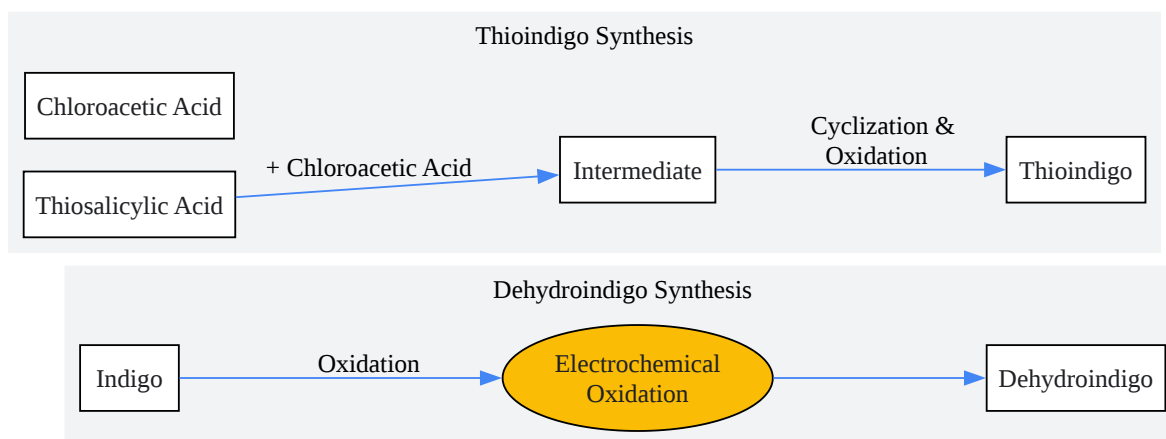 Thioindigo Synthesis
Chloroacetic Acid
Thiosalicylic Acid
+ Chloroacetic Acid
Intermediate
Cyclization &
Oxidation
Thioindigo
Dehydroindigo Synthesis
Indigo
Oxidation
Electrochemical
Oxidation
Dehydroindigo